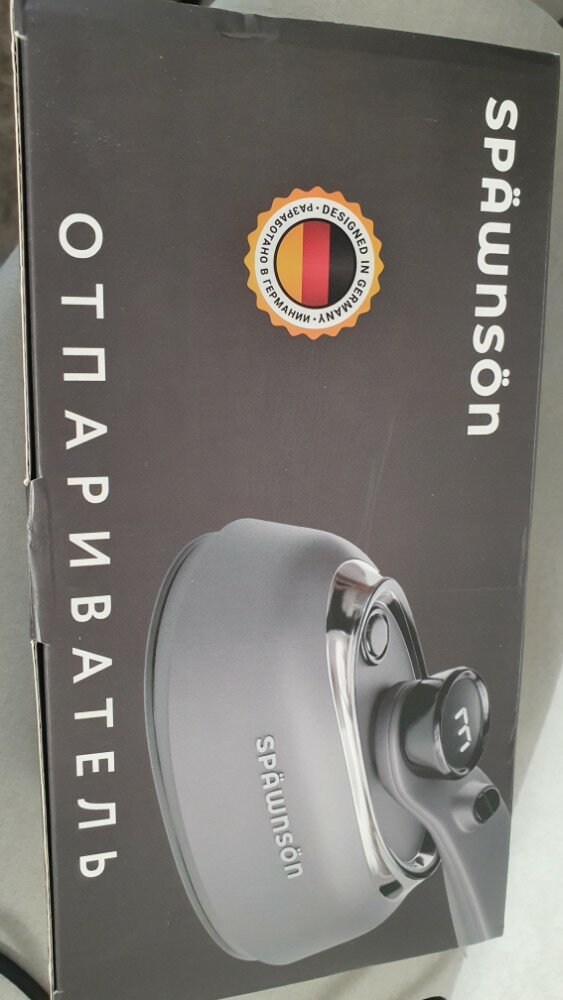 SPÄWNSÖN
DESIGNED IN GERMANY · РАЗРАБОТАНО В ГЕРМАНИИ ·
SPÄWNSÖN
ОТПАРИВАТЕЛЬ